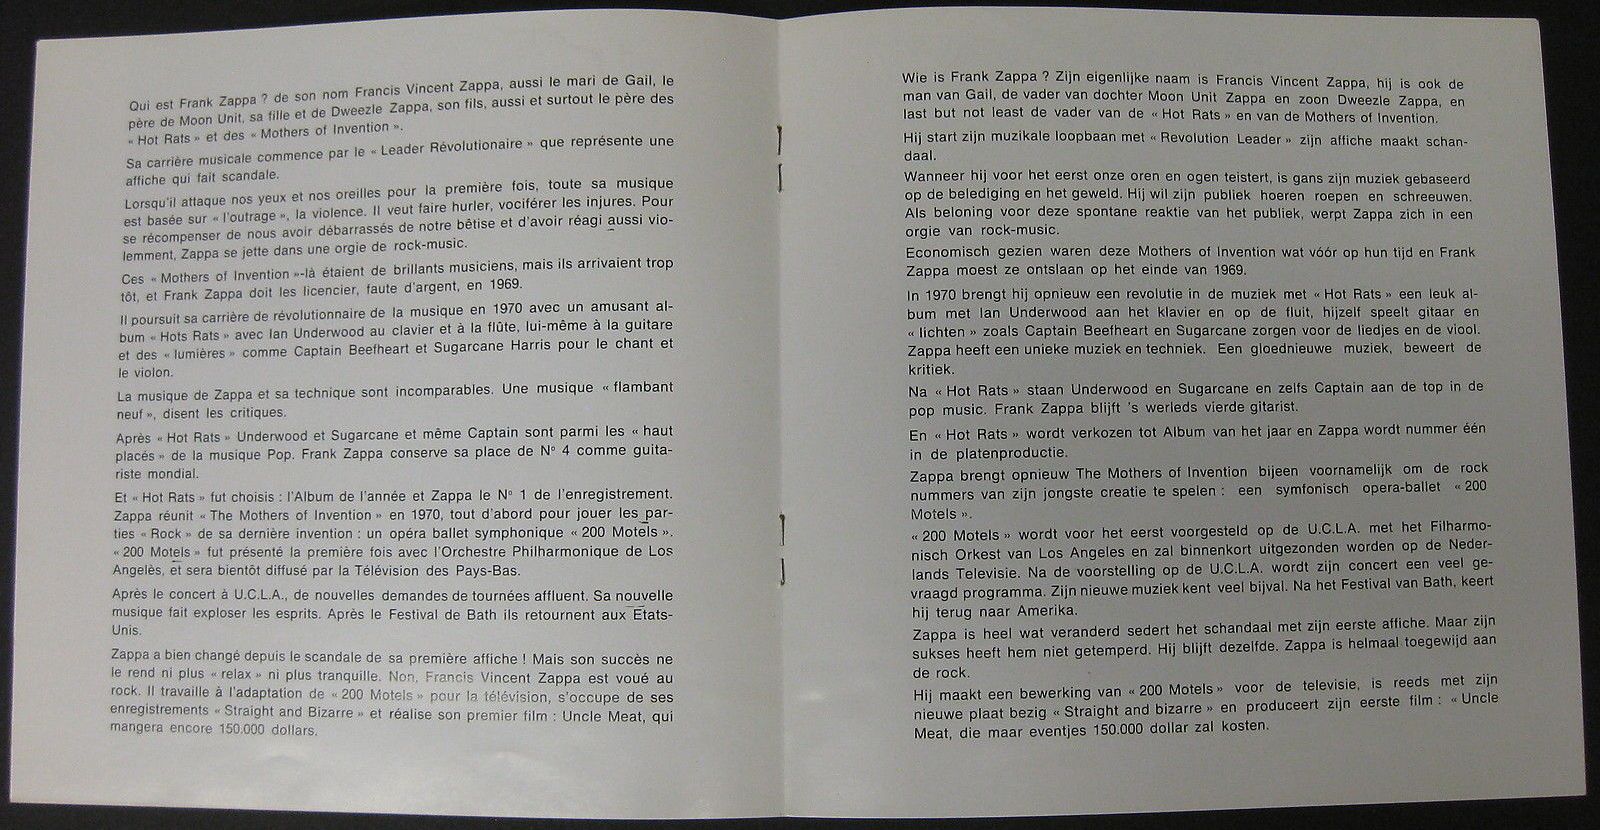 Qui est Frank Zappa ? de son nom Francis Vincent Zappa, aussi le mari de Gail, le
père de Moon Unit, sa fille et de Dweezle Zappa, son fils, aussi et surtout le père des
« Hot Rats » et des « Mothers of Invention ».
Sa carrière musicale commence par le « Leader Révolutionaire » que représente une
affiche qui fait scandale.
Lorsqu'il attaque nos yeux et nos oreilles pour la première fois, toute sa musique
est basée sur « l'outrage », la violence. Il veut faire hurler, vociférer les injures. Pour
se récompenser de nous avoir débarrassés de notre bêtise et d'avoir réagi aussi vio-
lemment, Zappa se jette dans une orgie de rock-music.
Ces « Mothers of Invention »-là étaient de brillants musiciens, mais ils arrivaient trop
tôt, et Frank Zappa doit les licencier, faute d'argent, en 1969.
Il poursuit sa carrière de révolutionnaire de la musique en 1970 avec un amusant al-
bum « Hots Rats » avec Ian Underwood au clavier et à la flûte, lui-même à la guitare
et des « lumières » comme Captain Beefheart et Sugarcane Harris pour le chant et
le violon.
La musique de Zappa et sa technique sont incomparables. Une musique « flambant
neuf », disent les critiques.
Après « Hot Rats » Underwood et Sugarcane et même Captain sont parmi les « haut
placés » de la musique Pop. Frank Zappa conserve sa place de N° 4 comme guita-
riste mondial.
Et « Hot Rats » fut choisis : l'Album de l'année et Zappa le N° 1 de l'enregistrement.
Zappa réunit « The Mothers of Invention » en 1970, tout d'abord pour jouer les par-
ties « Rock » de sa dernière invention : un opéra ballet symphonique « 200 Motels ».
« 200 Motels » fut présenté la première fois avec l'Orchestre Philharmonique de Los
Angelès, et sera bientôt diffusé par la Télévision des Pays-Bas.
Après le concert à U.C.L.A., de nouvelles demandes de tournées affluent. Sa nouvelle
musique fait exploser les esprits. Après le Festival de Bath ils retournent aux Etats-
Unis.
Zappa a bien changé depuis le scandale de sa première affiche ! Mais son succès ne
le rend ni plus « relax » ni plus tranquille. Non, Francis Vincent Zappa est voué au
rock. Il travaille à l'adaptation de « 200 Motels » pour la télévision, s'occupe de ses
enregistrements « Straight and Bizarre » et réalise son premier film : Uncle Meat, qui
mangera encore 150.000 dollars.
Wie is Frank Zappa ? Zijn eigenlijke naam is Francis Vincent Zappa, hij is ook de
man van Gail, de vader van dochter Moon Unit Zappa en zoon Dweezle Zappa, en
last but not least de vader van de « Hot Rats » en van de Mothers of Invention.
Hij start zijn muzikale loopbaan met « Revolution Leader » zijn affiche maakt schan-
daal.
Wanneer hij voor het eerst onze oren en ogen teistert, is gans zijn muziek gebaseerd
op de belediging en het geweld. Hij wil zijn publiek hoeren roepen en schreeuwen.
Als beloning voor deze spontane reaktie van het publiek, werpt Zappa zich in een
orgie van rock-music.
Economisch gezien waren deze Mothers of Invention wat vóór op hun tijd en Frank
Zappa moest ze ontslaan op het einde van 1969.
In 1970 brengt hij opnieuw een revolutie in de muziek met « Hot Rats » een leuk al-
bum met Ian Underwood aan het klavier en op de fluit, hijzelf speelt gitaar en
« lichten » zoals Captain Beefheart en Sugarcane zorgen voor de liedjes en de viool.
Zappa heeft een unieke muziek en techniek. Een gloednieuwe muziek, beweert de
kritiek.
Na « Hot Rats » staan Underwood en Sugarcane en zelfs Captain aan de top in de
pop music. Frank Zappa blijft 's werleds vierde gitarist.
En « Hot Rats » wordt verkozen tot Album van het jaar en Zappa wordt nummer één
in de platenproductie.
Zappa brengt opnieuw The Mothers of Invention bijeen voornamelijk om de rock
nummers van zijn jongste creatie te spelen : een symfonisch opera-ballet « 200
Motels ».
« 200 Motels » wordt voor het eerst voorgesteld op de U.C.L.A. met het Filharmo-
nisch Orkest van Los Angeles en zal binnenkort uitgezonden worden op de Neder-
lands Televisie. Na de voorstelling op de U.C.L.A. wordt zijn concert een veel ge-
vraagd programma. Zijn nieuwe muziek kent veel bijval. Na het Festival van Bath, keert
hij terug naar Amerika.
Zappa is heel wat veranderd sedert het schandaal met zijn eerste affiche. Maar zijn
sukses heeft hem niet getemperd. Hij blijft dezelfde. Zappa is helmaal toegewijd aan
de rock.
Hij maakt een bewerking van « 200 Motels » voor de televisie, is reeds met zijn
nieuwe plaat bezig « Straight and bizarre » en produceert zijn eerste film : « Uncle
Meat, die maar eventjes 150.000 dollar zal kosten.